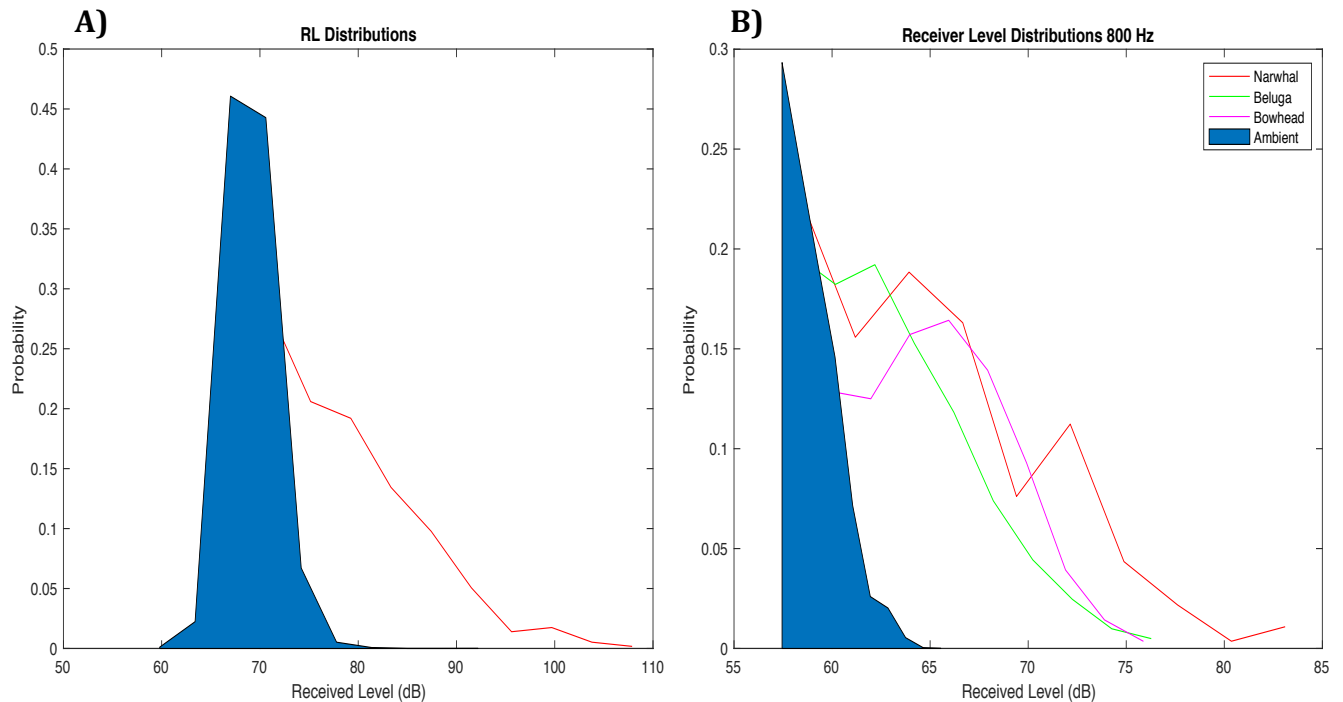 A)
RL Distributions
0.5
0.45
0.4
0.35
0.3
0.25
0.2
0.15
0.1
0.05
0
Probability
50 60 70 80 90 100 110
Received Level (dB)
B)
Receiver Level Distributions 800 Hz
0.3
0.25
0.2
0.15
0.1
0.05
0
Probability
55 60 65 70 75 80 85
Received Level (dB)
Narwhal
Beluga
Bowhead
Ambient